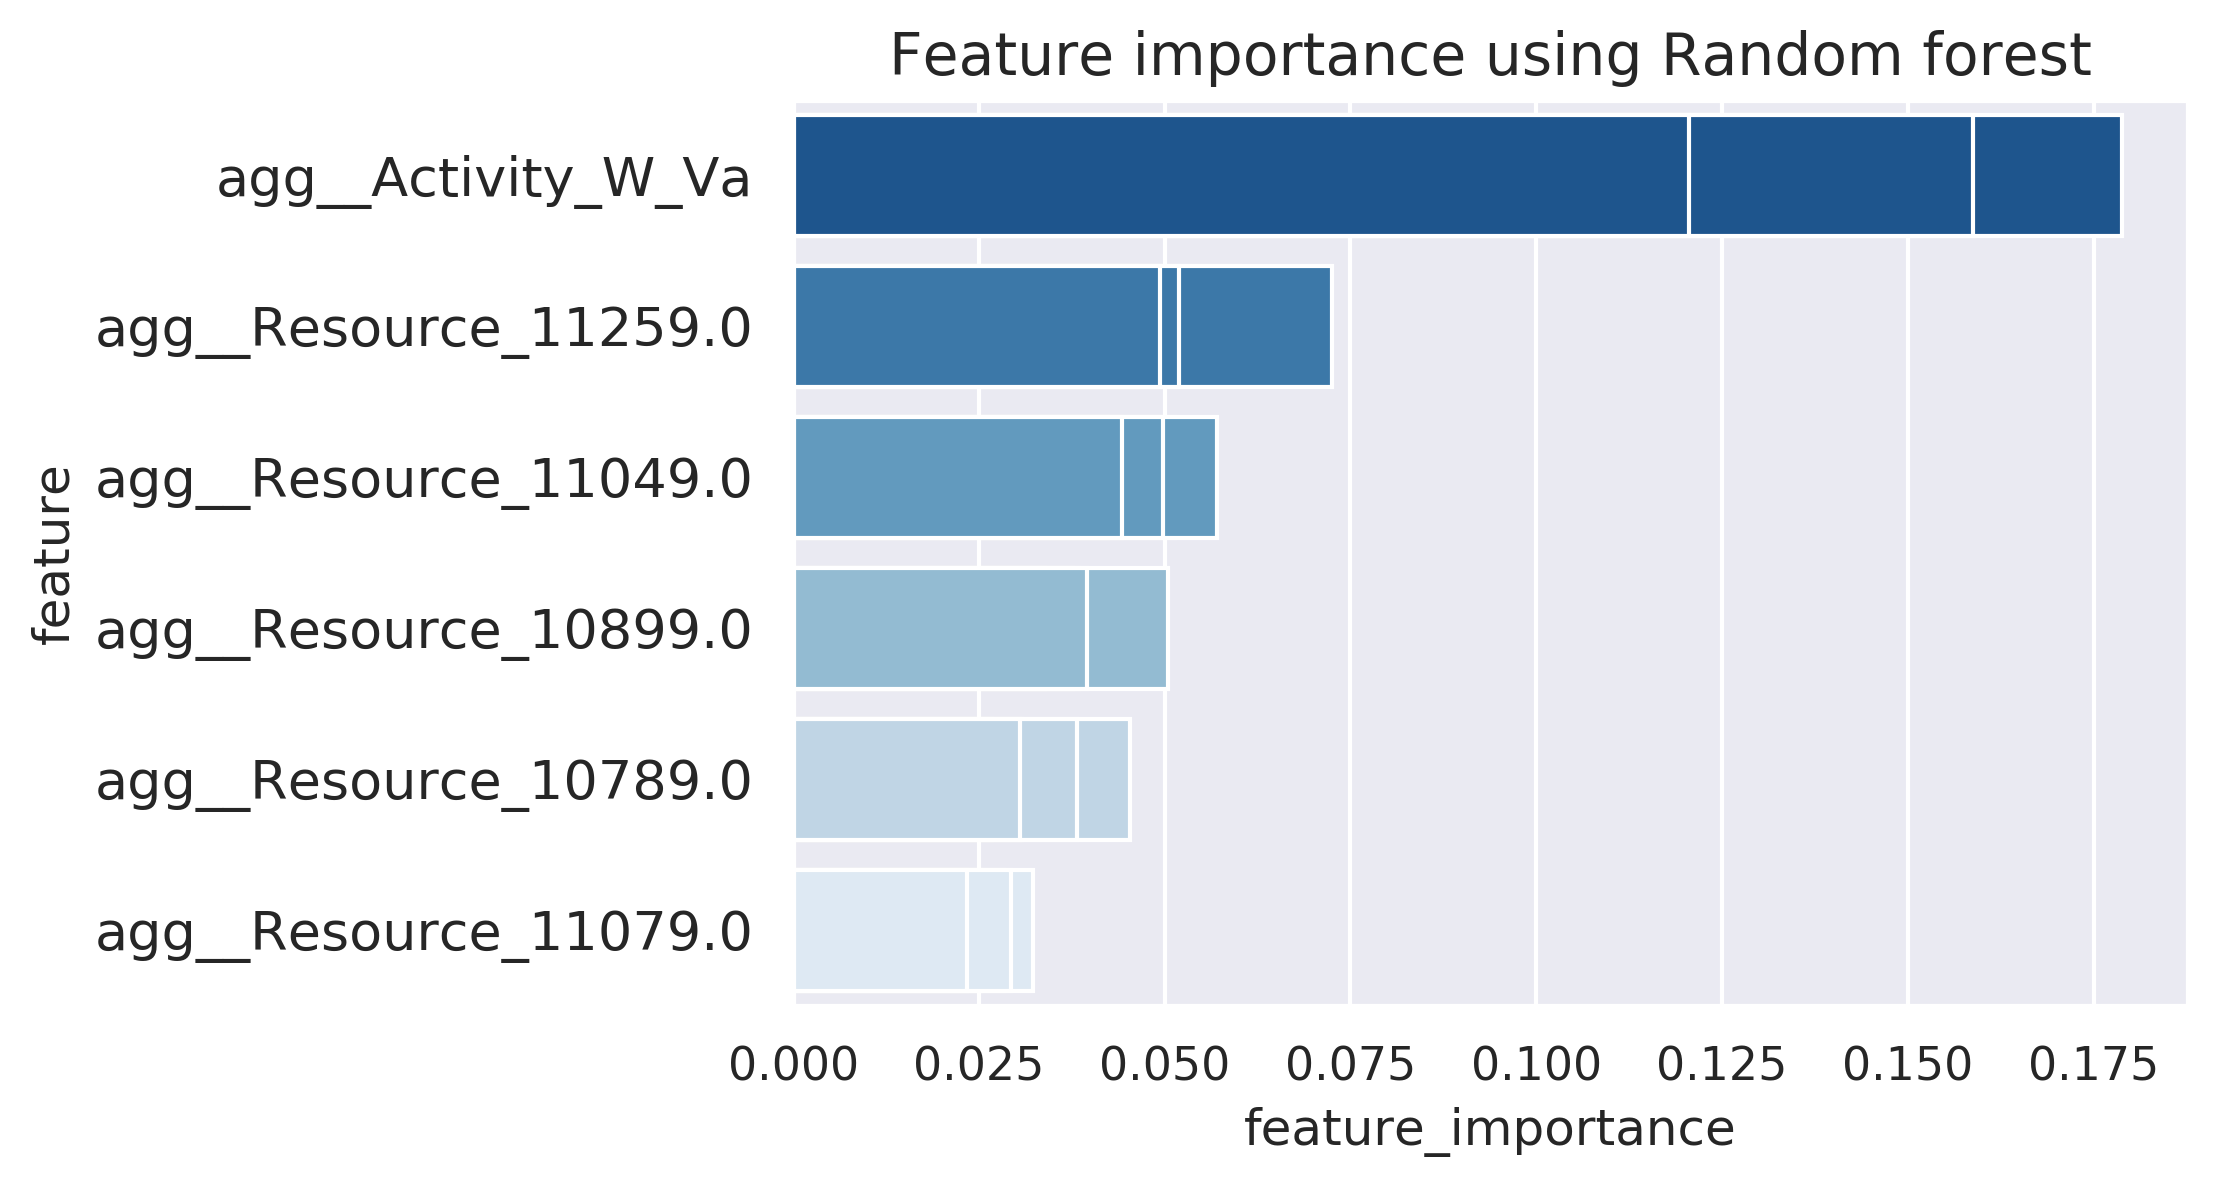 Feature importance using Random forest
feature
agg__Activity_W_Va
agg__Resource_11259.0
agg__Resource_11049.0
agg__Resource_10899.0
agg__Resource_10789.0
agg__Resource_11079.0
0.000 0.025 0.050 0.075 0.100 0.125 0.150 0.175
feature_importance